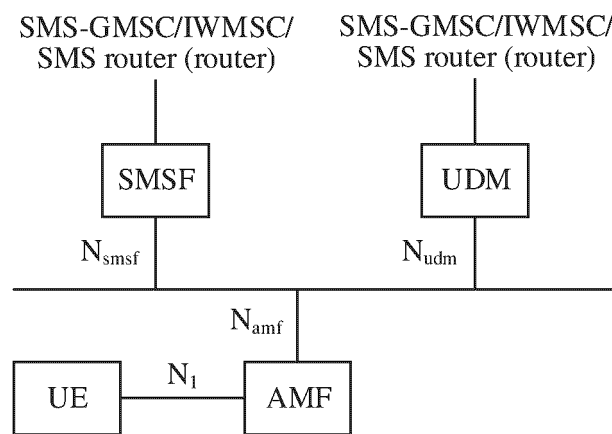 SMS-GMSC/IWMSC/
SMS router (router)
SMS-GMSC/IWMSC/
SMS router (router)
SMSF
UDM
Nsmsf
Nudm
Namf
UE
N1
AMF